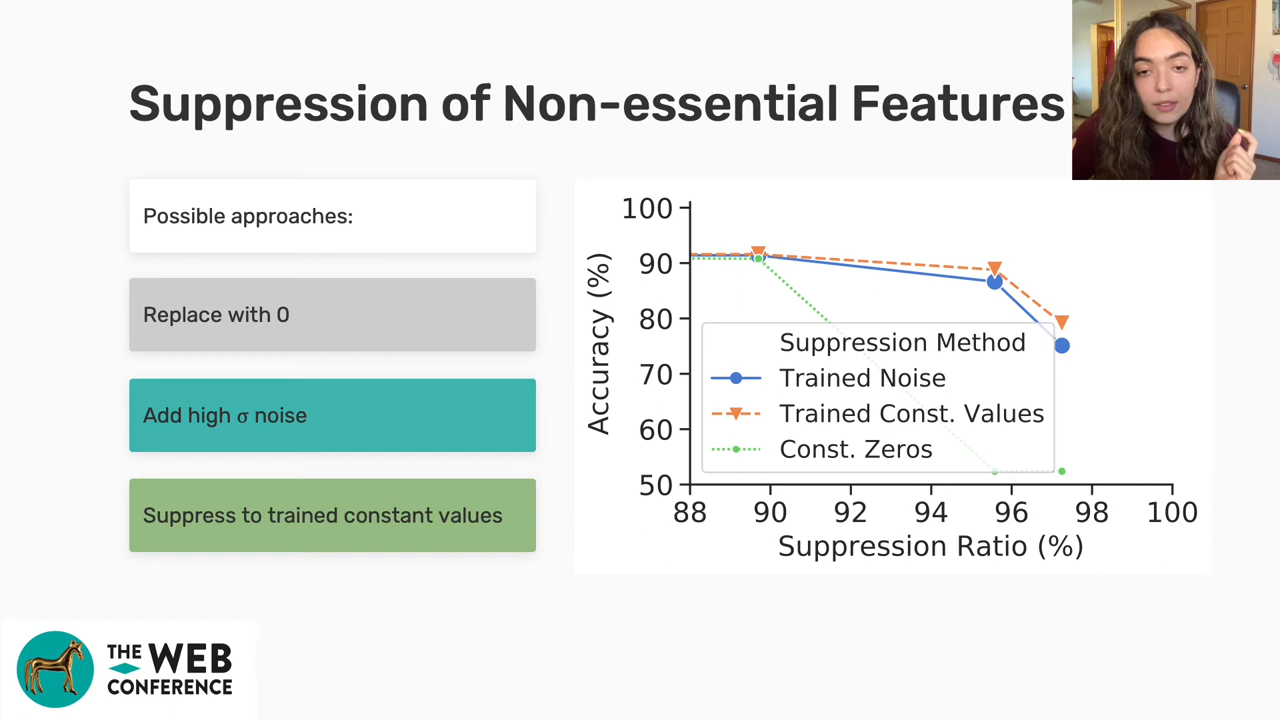 Suppression of Non-essential Features
Possible approaches:
Replace with 0
Add high σ noise
Suppress to trained constant values
100
90
80
70
60
50
Accuracy (%)
Suppression Method
Trained Noise
Trained Const. Values
Const. Zeros
88 90 92 94 96 98 100
Suppression Ratio (%)
THE WEB
CONFERENCE